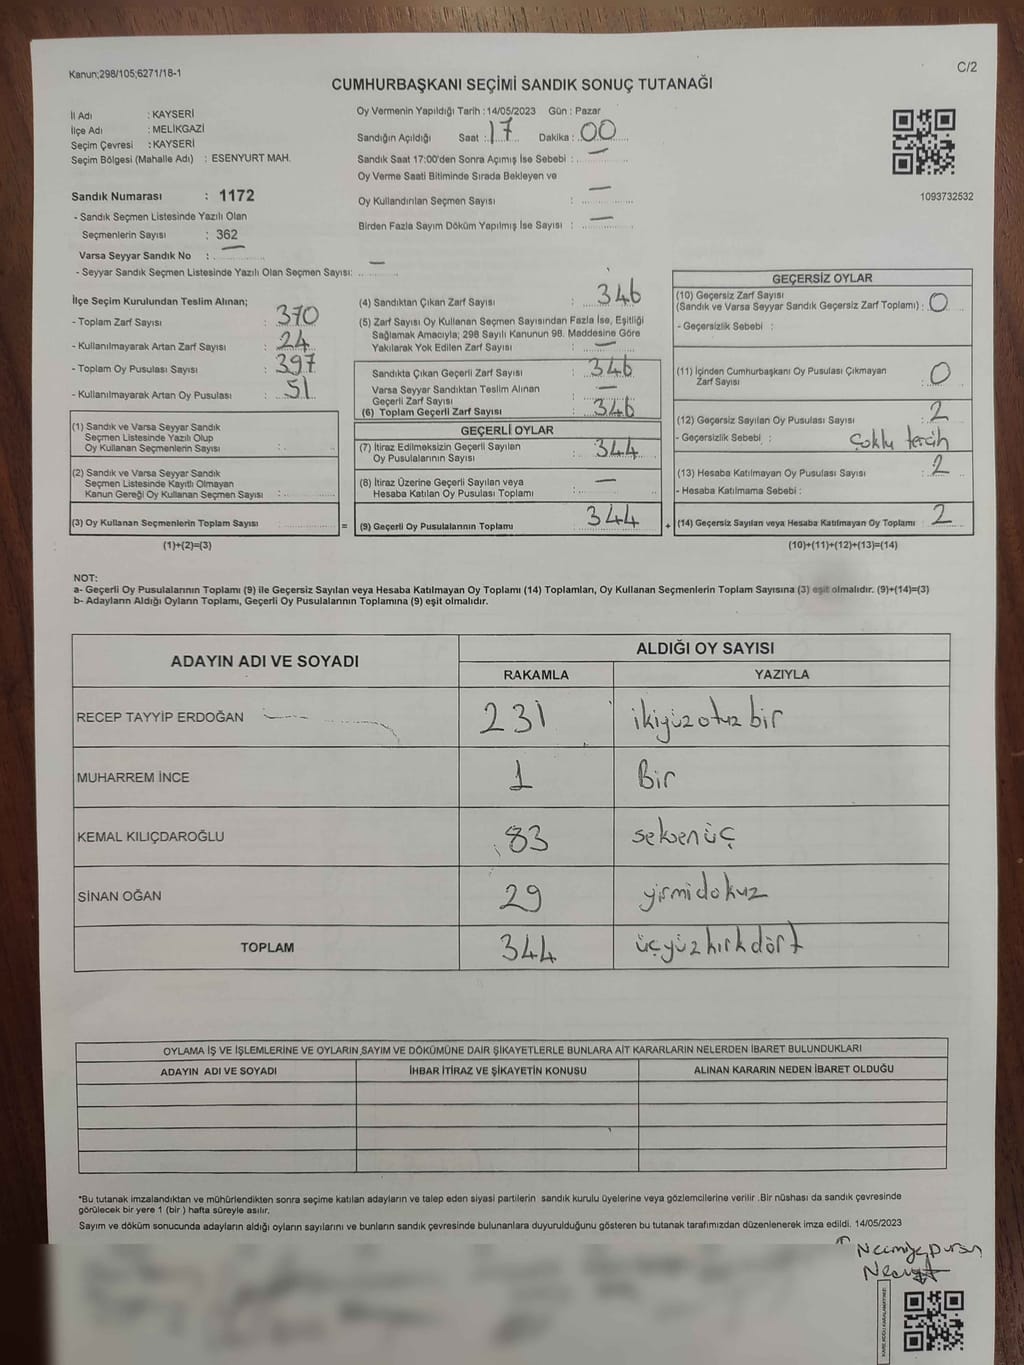 Kanun;298/105;6271/18-1
C/2
CUMHURBAŞKANI SEÇİMİ SANDIK SONUÇ TUTANAĞI
İl Adı : KAYSERİ
İlçe Adı : MELİKGAZİ
Seçim Çevresi : KAYSERİ
Seçim Bölgesi (Mahalle Adı) : ESENYURT MAH.
Sandık Numarası : 1172
- Sandık Seçmen Listesinde Yazılı Olan
Seçmenlerin Sayısı : 362
Varsa Seyyar Sandık No : —
- Seyyar Sandık Seçmen Listesinde Yazılı Olan Seçmen Sayısı: —
Oy Vermenin Yapıldığı Tarih : 14/05/2023 Gün : Pazar
Sandığın Açıldığı Saat : 17 Dakika : 00
Sandık Saat 17:00'den Sonra Açımış İse Sebebi : —
Oy Verme Saati Bitiminde Sırada Bekleyen ve
Oy Kullandırılan Seçmen Sayısı : —
Birden Fazla Sayım Döküm Yapılmış İse Sayısı : —
1093732532
İlçe Seçim Kurulundan Teslim Alınan;
- Toplam Zarf Sayısı : 370
- Kullanılmayarak Artan Zarf Sayısı : 24
- Toplam Oy Pusulası Sayısı : 397
- Kullanılmayarak Artan Oy Pusulası : 51
(1) Sandık ve Varsa Seyyar Sandık
Seçmen Listesinde Yazılı Olup
Oy Kullanan Seçmenlerin Sayısı :
(2) Sandık ve Varsa Seyyar Sandık
Seçmen Listesinde Kayıtlı Olmayan
Kanun Gereği Oy Kullanan Seçmen Sayısı :
(3) Oy Kullanan Seçmenlerin Toplam Sayısı =
(1)+(2)=(3)
(4) Sandıktan Çıkan Zarf Sayısı : 346
(5) Zarf Sayısı Oy Kullanan Seçmen Sayısından Fazla İse, Eşitliği
Sağlamak Amacıyla; 298 Sayılı Kanunun 98. Maddesine Göre
Yakılarak Yok Edilen Zarf Sayısı : —
Sandıkta Çıkan Geçerli Zarf Sayısı : 346
Varsa Seyyar Sandıktan Teslim Alınan
Geçerli Zarf Sayısı : —
(6) Toplam Geçerli Zarf Sayısı : 346
GEÇERLİ OYLAR
(7) İtiraz Edilmeksizin Geçerli Sayılan
Oy Pusulalarının Sayısı : 344
(8) İtiraz Üzerine Geçerli Sayılan veya
Hesaba Katılan Oy Pusulası Toplamı : —
(9) Geçerli Oy Pusulalarının Toplamı 344 +
GEÇERSİZ OYLAR
(10) Geçersiz Zarf Sayısı
(Sandık ve Varsa Seyyar Sandık Geçersiz Zarf Toplamı) : 0
- Geçersizlik Sebebi :
(11) İçinden Cumhurbaşkanı Oy Pusulası Çıkmayan
Zarf Sayısı : 0
(12) Geçersiz Sayılan Oy Pusulası Sayısı : 2
- Geçersizlik Sebebi : çoklu tercih
(13) Hesaba Katılmayan Oy Pusulası Sayısı : 2
- Hesaba Katılmama Sebebi :
(14) Geçersiz Sayılan veya Hesaba Katılmayan Oy Toplamı : 2
(10)+(11)+(12)+(13)=(14)
NOT:
a- Geçerli Oy Pusulalarının Toplamı (9) ile Geçersiz Sayılan veya Hesaba Katılmayan Oy Toplamı (14) Toplamları, Oy Kullanan Seçmenlerin Toplam Sayısına (3) eşit olmalıdır. (9)+(14)=(3)
b- Adayların Aldığı Oyların Toplamı, Geçerli Oy Pusulalarının Toplamına (9) eşit olmalıdır.
ADAYIN ADI VE SOYADI ALDIĞI OY SAYISI
RAKAMLA YAZIYLA
RECEP TAYYİP ERDOĞAN 231 ikiyüzotuzbir
MUHARREM İNCE 1 Bir
KEMAL KILIÇDAROĞLU 83 seksenüç
SİNAN OĞAN 29 yirmidokuz
TOPLAM 344 üçyüzkırkdört
OYLAMA İŞ VE İŞLEMLERİNE VE OYLARIN SAYIM VE DÖKÜMÜNE DAİR ŞİKAYETLERLE BUNLARA AİT KARARLARIN NELERDEN İBARET BULUNDUKLARI
ADAYIN ADI VE SOYADI İHBAR İTİRAZ VE ŞİKAYETİN KONUSU ALINAN KARARIN NEDEN İBARET OLDUĞU
*Bu tutanak imzalandıktan ve mühürlendikten sonra seçime katılan adayların ve talep eden siyasi partilerin sandık kurulu üyelerine veya gözlemcilerine verilir .Bir nüshası da sandık çevresinde
görülecek bir yere 1 (bir ) hafta süreyle asılır.
Sayım ve döküm sonucunda adayların aldığı oyların sayılarını ve bunların sandık çevresinde bulunanlara duyurulduğunu gösteren bu tutanak tarafımızdan düzenlenerek imza edildi. 14/05/2023